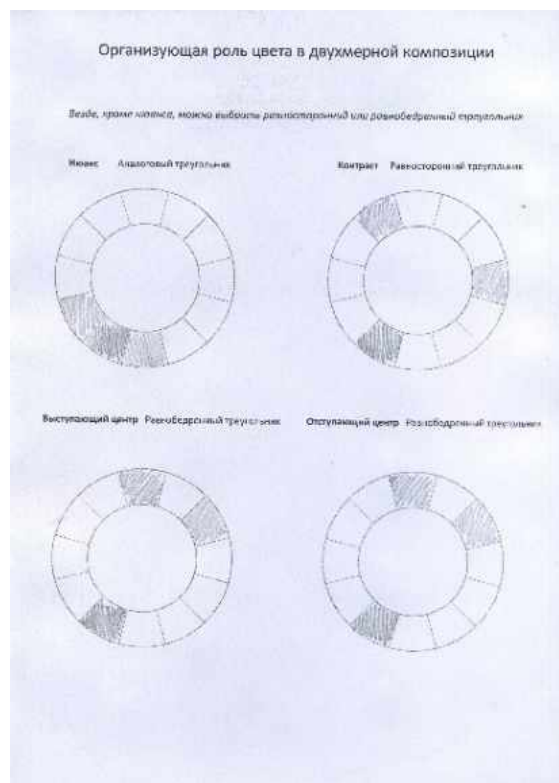 Организующая роль цвета в двухмерной композиции
Везде, кроме нюанса, можно выбрать равносторонний или равнобедренный треугольник
Нюанс Аналоговый треугольник
Контраст Равносторонний треугольник
Выступающий центр Равнобедренный треугольник
Отступающий центр Равнобедренный треугольник